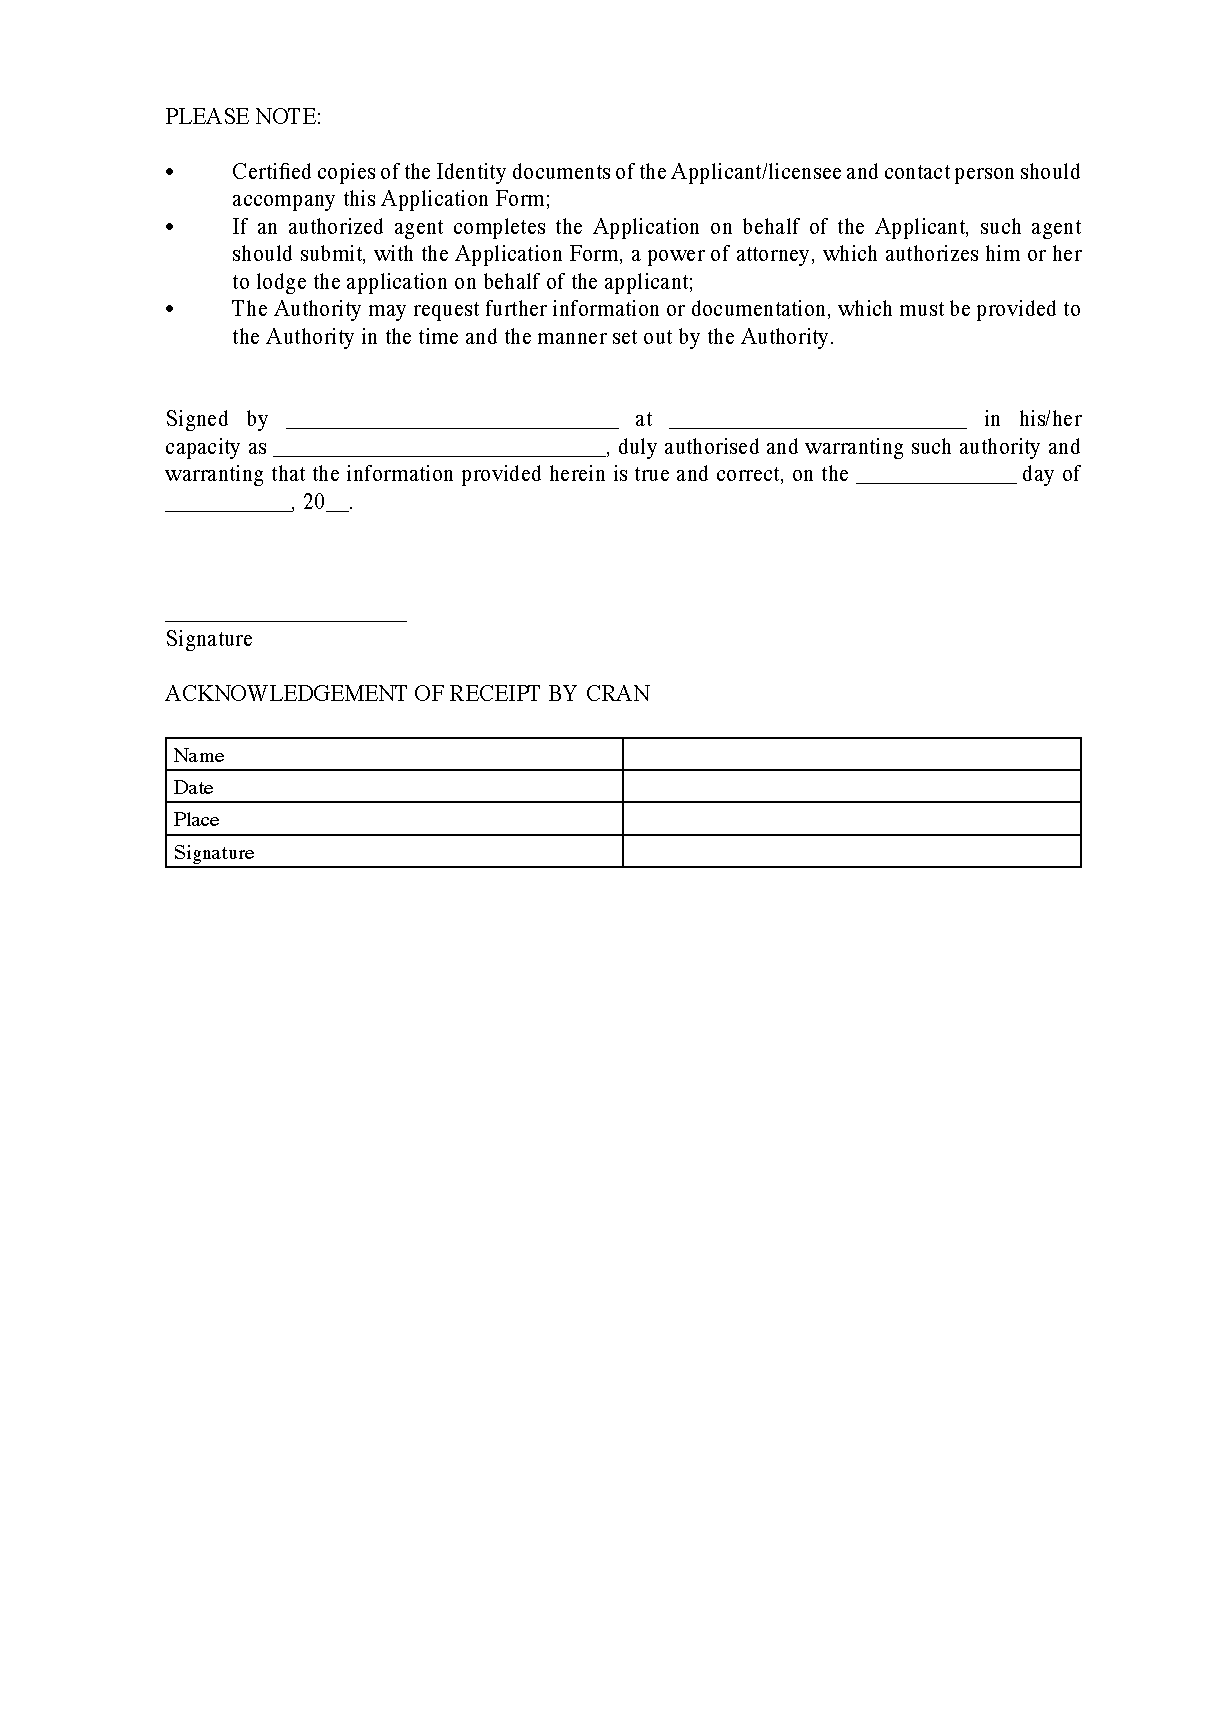 PLEASE NOTE:
• Certified copies of the Identity documents of the Applicant/licensee and contact person should
accompany this Application Form;
• If an authorized agent completes the Application on behalf of the Applicant, such agent
should submit, with the Application Form, a power of attorney, which authorizes him or her
to lodge the application on behalf of the applicant;
• The Authority may request further information or documentation, which must be provided to
the Authority in the time and the manner set out by the Authority.
Signed by _____________________________ at __________________________ in his/her
capacity as _____________________________, duly authorised and warranting such authority and
warranting that the information provided herein is true and correct, on the ______________ day of
___________, 20__.
_____________________
Signature
ACKNOWLEDGEMENT OF RECEIPT BY CRAN
Name
Date
Place
Signature